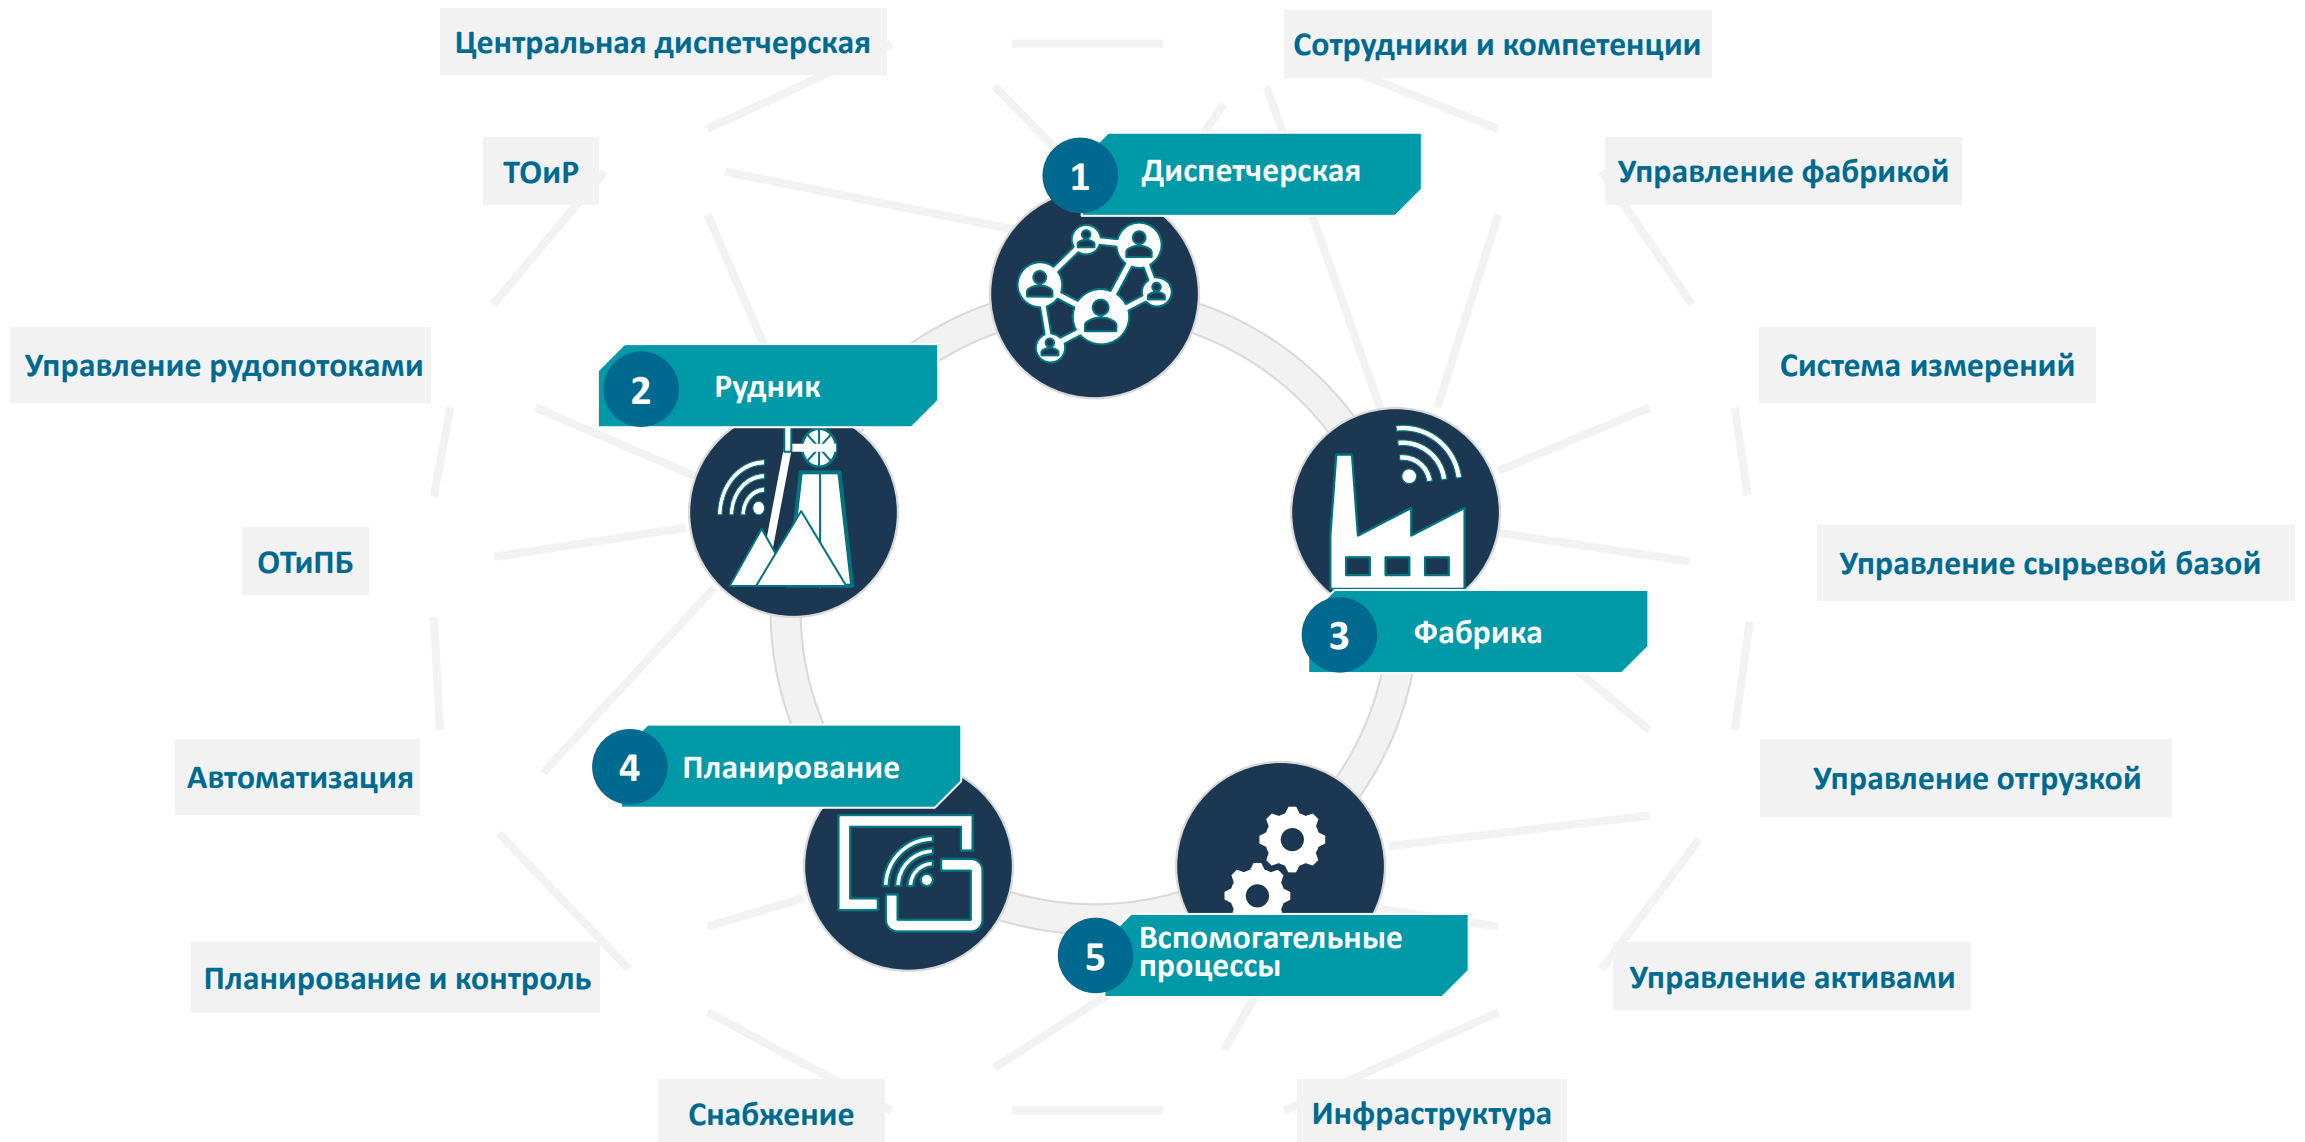 Центральная диспетчерская
Сотрудники и компетенции
ТОиР
1
Диспетчерская
Управление фабрикой
Управление рудопотоками
2
Рудник
Система измерений
ОТиПБ
Управление сырьевой базой
3
Фабрика
Автоматизация
4
Планирование
Управление отгрузкой
Планирование и контроль
5
Вспомогательные
процессы
Управление активами
Снабжение
Инфраструктура